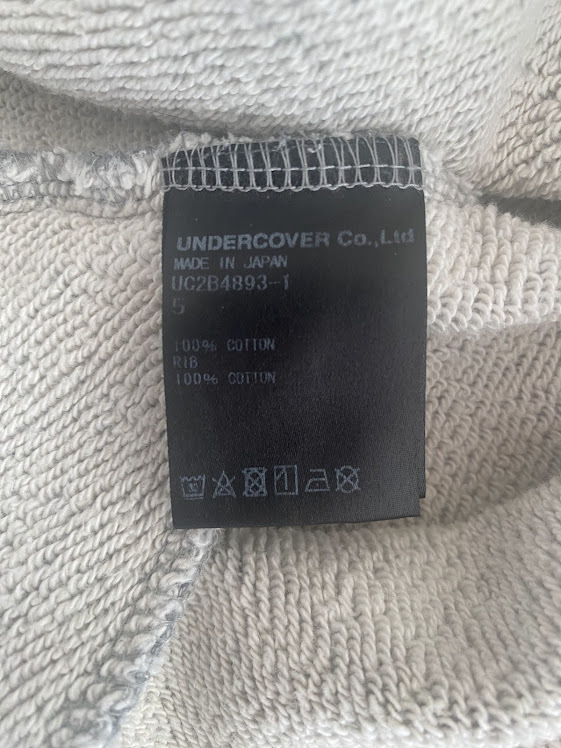 UNDERCOVER Co.,Ltd
MADE IN JAPAN
UC2B4893-1
5
100% COTTON
RIB
100% COTTON